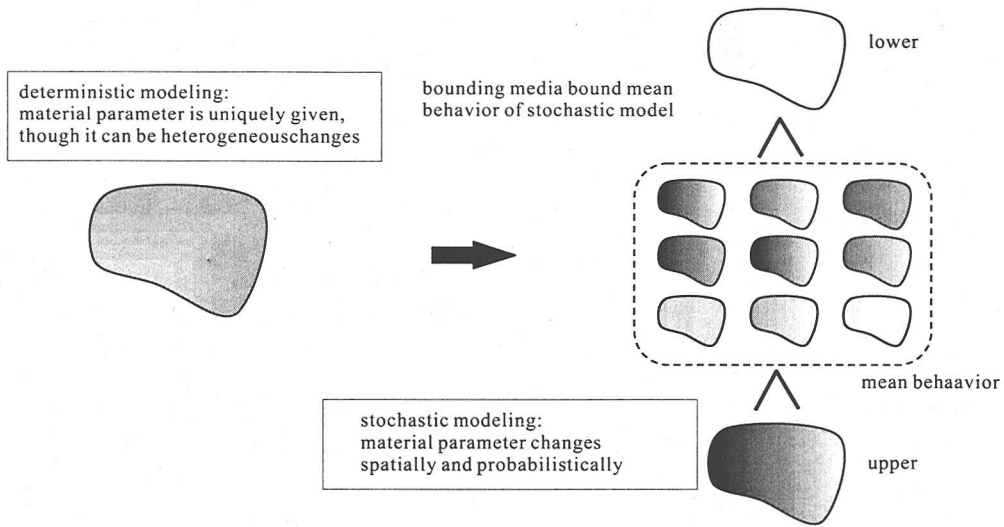 lower
deterministic modeling:
material parameter is uniquely given,
though it can be heterogeneouschanges
bounding media bound mean
behavior of stochastic model
mean behaavior
stochastic modeling:
material parameter changes
spatially and probabilistically
upper